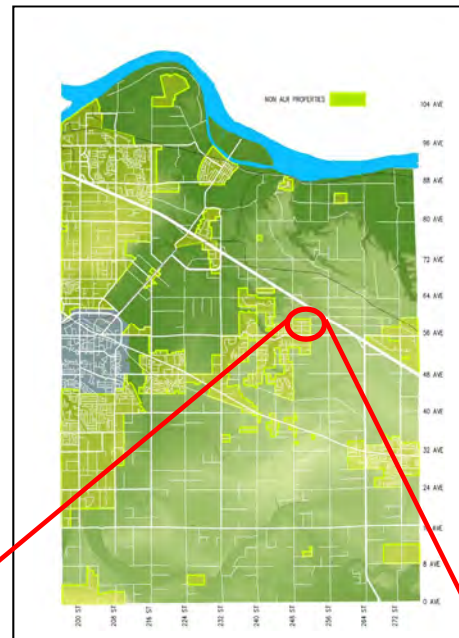 NON ALR PROPERTIES
104 AVE
96 AVE
88 AVE
80 AVE
72 AVE
64 AVE
56 AVE
48 AVE
40 AVE
32 AVE
24 AVE
AVE
8 AVE
0 AVE
200 ST
208 ST
216 ST
224 ST
232 ST
240 ST
248 ST
256 ST
264 ST
272 ST